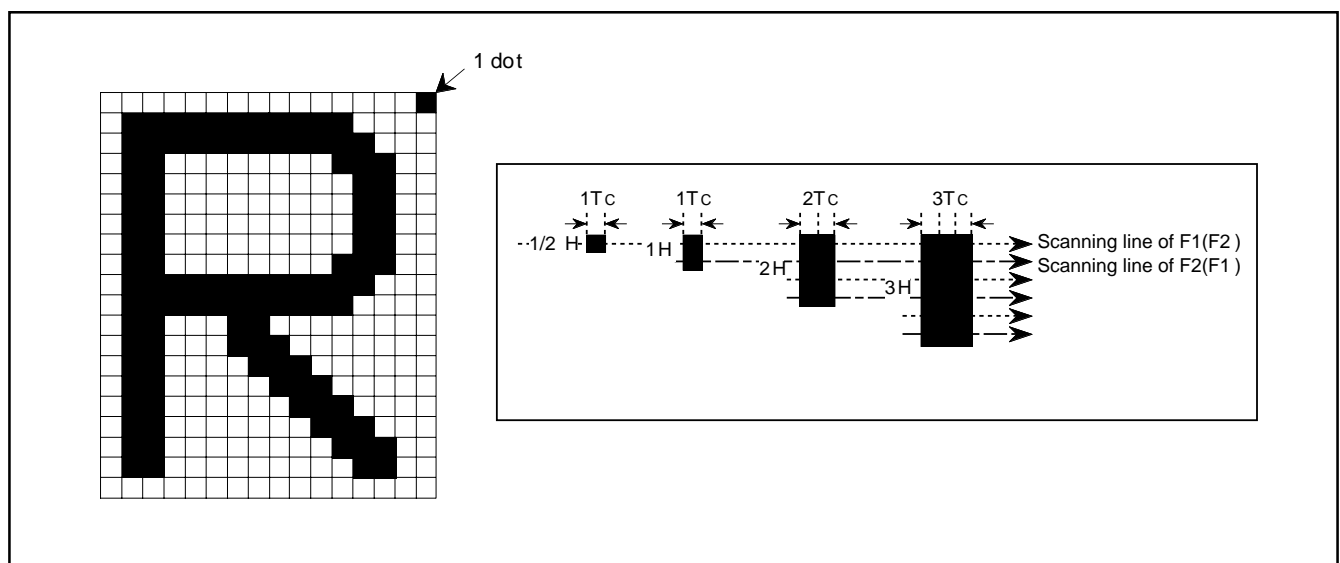 1 dot
1Tc 1Tc 2Tc 3Tc
1/2 H 1H 2H 3H
Scanning line of F1(F2)
Scanning line of F2(F1)
R